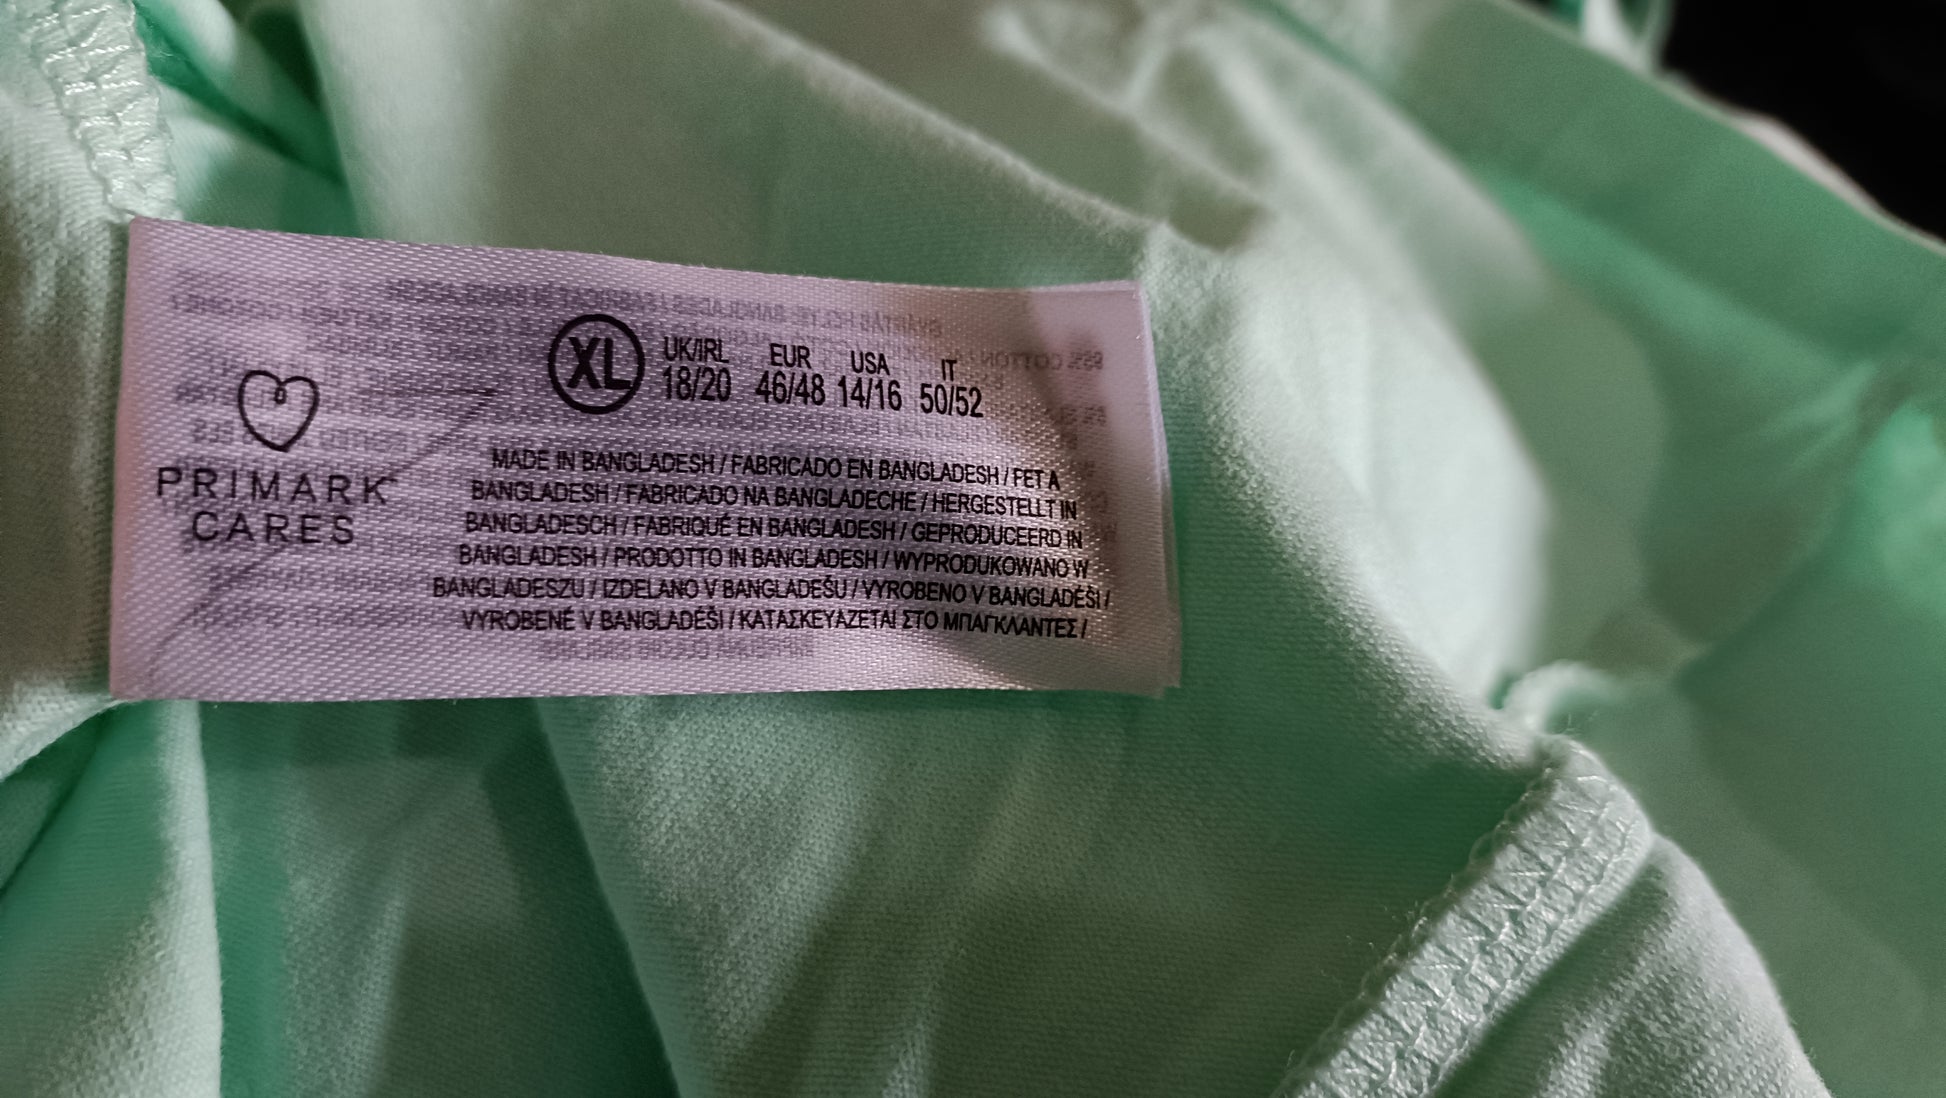 PRIMARK
CARES
XL
UK/IRL EUR USA IT
18/20 46/48 14/16 50/52
MADE IN BANGLADESH / FABRICADO EN BANGLADESH / FET A
BANGLADESH / FABRICADO NA BANGLADECHE / HERGESTELLT IN
BANGLADESCH / FABRIQUÉ EN BANGLADESH / GEPRODUCEERD IN
BANGLADESH / PRODOTTO IN BANGLADESH / WYPRODUKOWANO W
BANGLADESZU / IZDELANO V BANGLADEŠU / VYROBENO V BANGLADÉŠI /
VYROBENÉ V BANGLADÉŠI / ΚΑΤΑΣΚΕΥΑΖΕΤΑΙ ΣΤΟ ΜΠΑΓΚΛΑΝΤΕΣ /